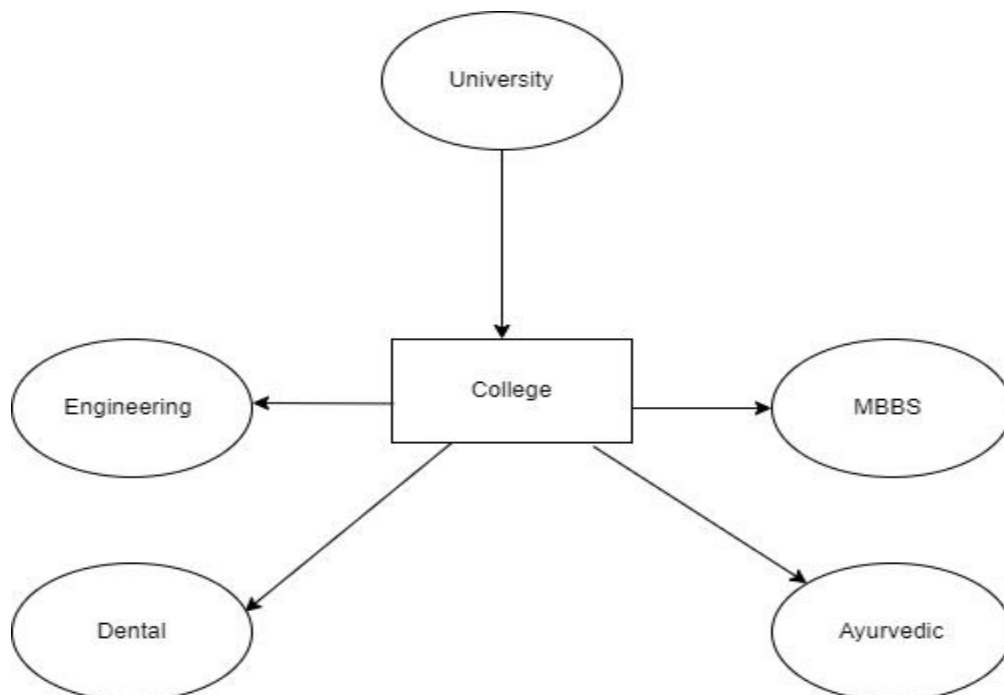 University
College
Engineering
MBBS
Dental
Ayurvedic